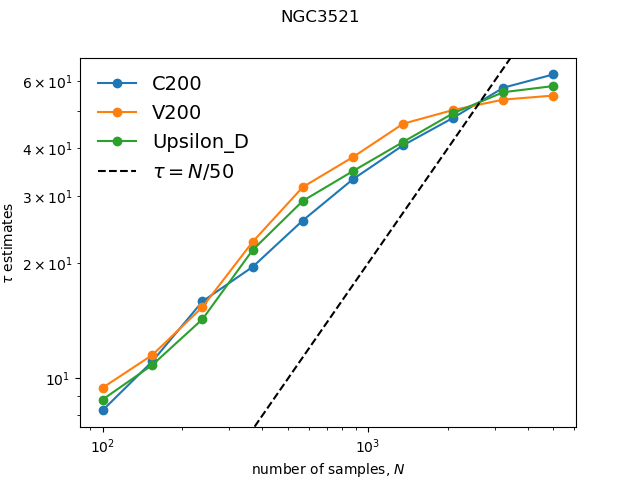 NGC3521
C200
V200
Upsilon_D
τ = N/50
6 × 10¹
4 × 10¹
3 × 10¹
2 × 10¹
10¹
τ estimates
10² 10³
number of samples, N